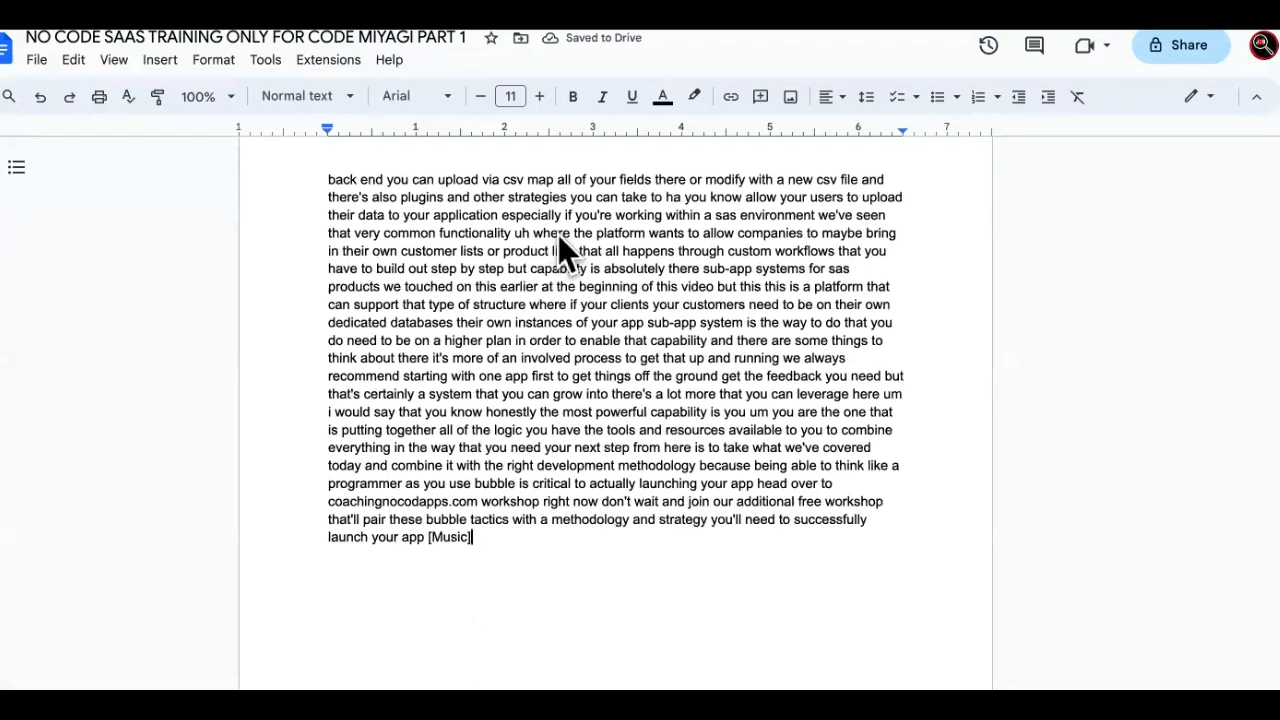 NO CODE SAAS TRAINING ONLY FOR CODE MIYAGI PART 1 Saved to Drive
File Edit View Insert Format Tools Extensions Help
Share
100% Normal text Arial 11
1 1 2 3 4 5 6 7
back end you can upload via csv map all of your fields there or modify with a new csv file and
there's also plugins and other strategies you can take to ha you know allow your users to upload
their data to your application especially if you're working within a sas environment we've seen
that very common functionality uh where the platform wants to allow companies to maybe bring
in their own customer lists or product that all happens through custom workflows that you
have to build out step by step but is absolutely there sub-app systems for sas
products we touched on this earlier at the beginning of this video but this this is a platform that
can support that type of structure where if your clients your customers need to be on their own
dedicated databases their own instances of your app sub-app system is the way to do that you
do need to be on a higher plan in order to enable that capability and there are some things to
think about there it's more of an involved process to get that up and running we always
recommend starting with one app first to get things off the ground get the feedback you need but
that's certainly a system that you can grow into there's a lot more that you can leverage here um
i would say that you know honestly the most powerful capability is you um you are the one that
is putting together all of the logic you have the tools and resources available to you to combine
everything in the way that you need your next step from here is to take what we've covered
today and combine it with the right development methodology because being able to think like a
programmer as you use bubble is critical to actually launching your app head over to
coachingnocodapps.com workshop right now don't wait and join our additional free workshop
that'll pair these bubble tactics with a methodology and strategy you'll need to successfully
launch your app [Music]